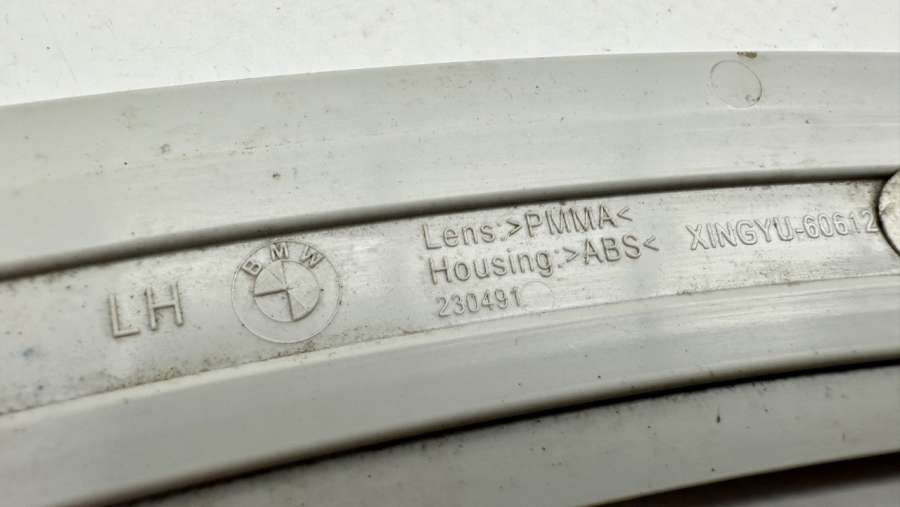 LH
BMW
Lens:>PMMA<
Housing:>ABS<
230491
XINGYU-60612